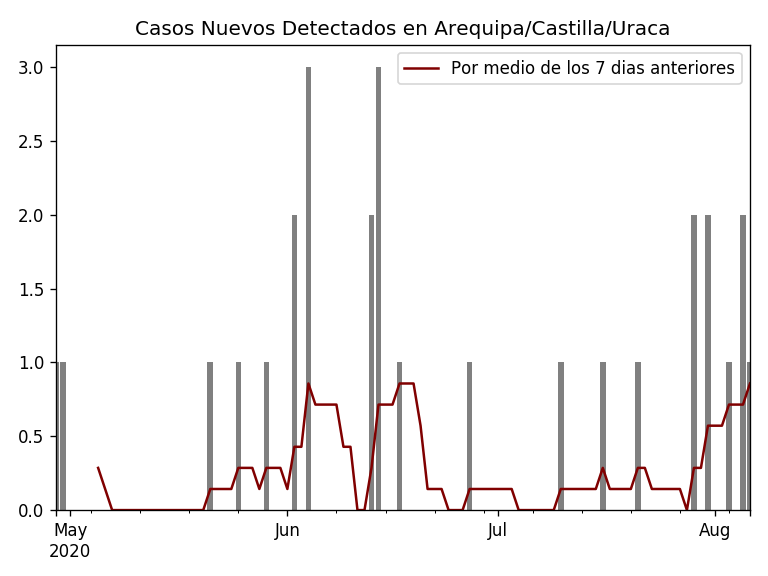 Casos Nuevos Detectados en Arequipa/Castilla/Uraca
Por medio de los 7 dias anteriores
3.0
2.5
2.0
1.5
1.0
0.5
0.0
May Jun Jul Aug
2020